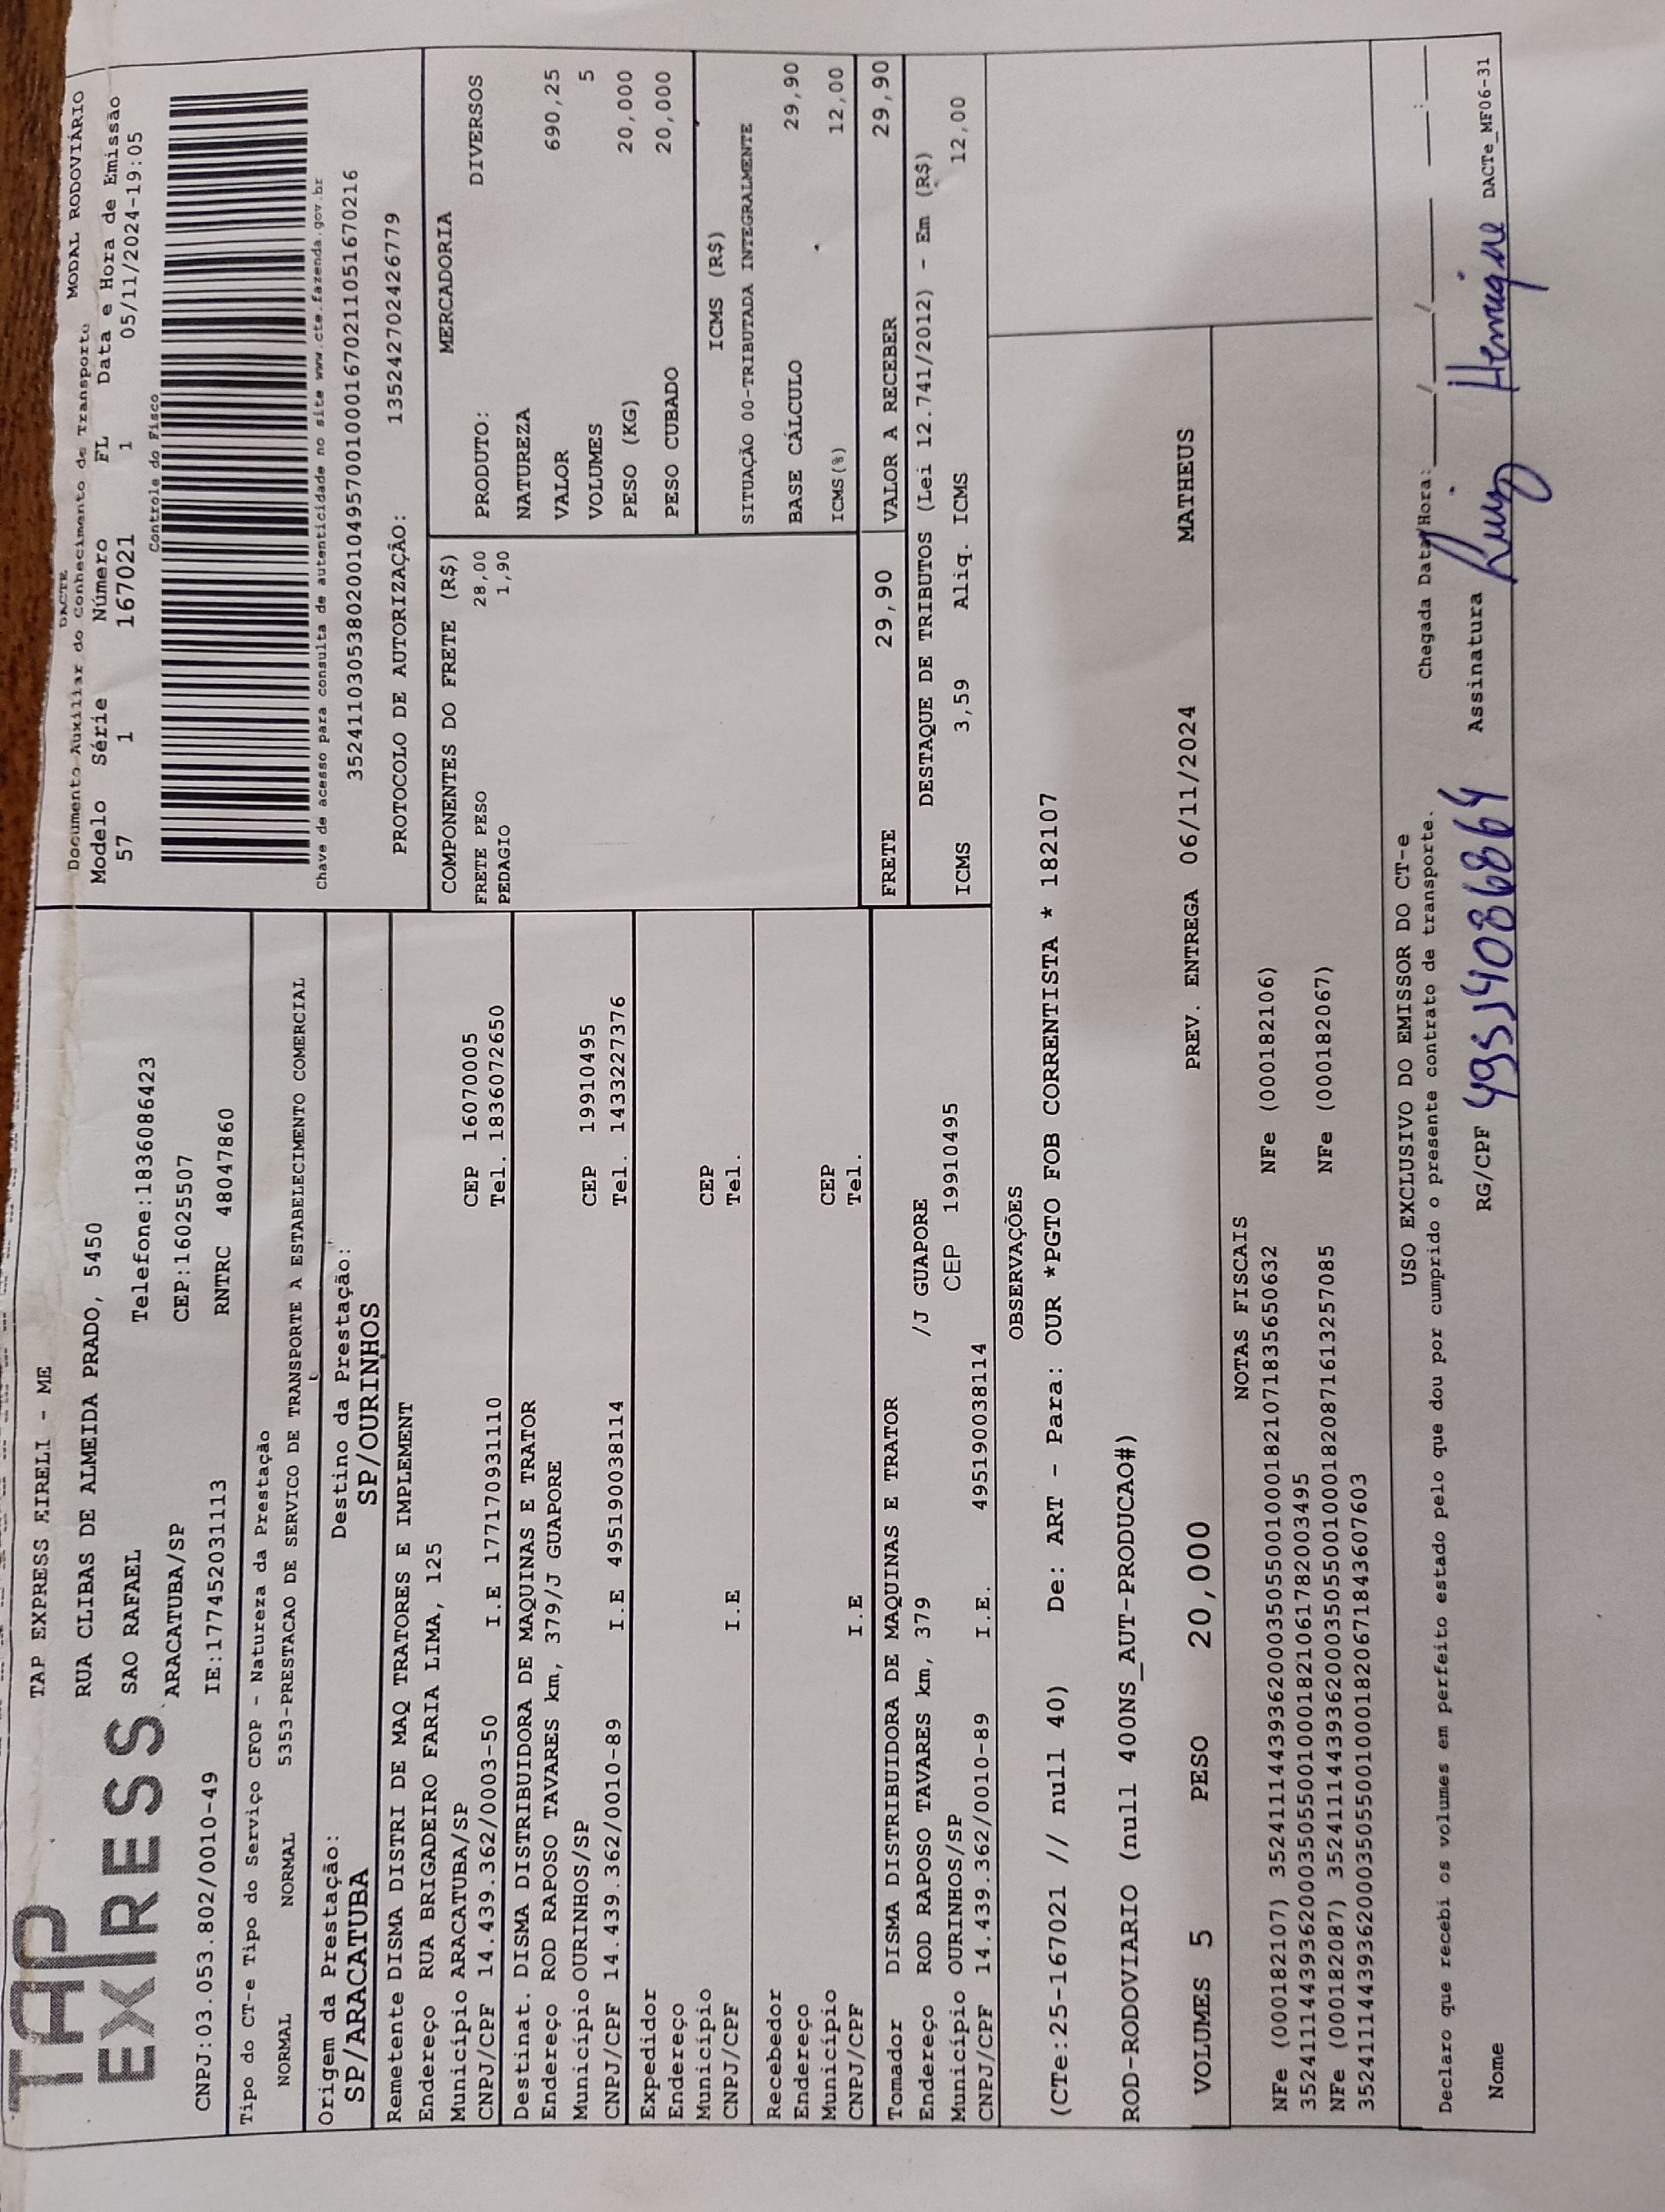 TAP
EXPRESS
TAP EXPRESS EIRELI - ME
RUA CLIBAS DE ALMEIDA PRADO, 5450
SAO RAFAEL Telefone:1836086423
ARACATUBA/SP CEP:16025507
CNPJ:03.053.802/0010-49 IE:177452031113 RNTRC 48047860
DACTE
Documento Auxiliar do Conhecimento de Transporte MODAL RODOVIÁRIO
Modelo Série Número FL Data e Hora de Emissão
57 1 167021 1 05/11/2024-19:05
Controle do Fisco
Chave de acesso para consulta de autenticidade no site www.cte.fazenda.gov.br
35241103053802001049570010001670211051670216
PROTOCOLO DE AUTORIZAÇÃO: 1352427702426779
Tipo do CT-e Tipo do Serviço CFOP - Natureza da Prestação
NORMAL NORMAL 5353-PRESTACAO DE SERVICO DE TRANSPORTE A ESTABELECIMENTO COMERCIAL
Origem da Prestação: Destino da Prestação:
SP/ARACATUBA SP/OURINHOS
Remetente DISMA DISTRI DE MAQ TRATORES E IMPLEMENT
Endereço RUA BRIGADEIRO FARIA LIMA, 125
Município ARACATUBA/SP CEP 16070005
CNPJ/CPF 14.439.362/0003-50 I.E 177170931110 Tel. 1836072650
Destinat. DISMA DISTRIBUIDORA DE MAQUINAS E TRATOR
Endereço ROD RAPOSO TAVARES km, 379/J GUAPORE
Município OURINHOS/SP CEP 19910495
CNPJ/CPF 14.439.362/0010-89 I.E 495190038114 Tel. 1433227376
Expedidor
Endereço
Município CEP
CNPJ/CPF I.E Tel.
Recebedor
Endereço
Município CEP
CNPJ/CPF I.E Tel.
Tomador DISMA DISTRIBUIDORA DE MAQUINAS E TRATOR
Endereço ROD RAPOSO TAVARES km, 379 /J GUAPORE
Município OURINHOS/SP CEP 19910495
CNPJ/CPF 14.439.362/0010-89 I.E. 495190038114
COMPONENTES DO FRETE (R$)
FRETE PESO 28,00
PEDAGIO 1,90
MERCADORIA
PRODUTO: DIVERSOS
NATUREZA
VALOR 690,25
VOLUMES 5
PESO (KG) 20,000
PESO CUBADO 20,000
ICMS (R$)
SITUAÇÃO 00-TRIBUTADA INTEGRALMENTE
BASE CÁLCULO 29,90
ICMS(%) 12,00
FRETE 29,90 VALOR A RECEBER 29,90
DESTAQUE DE TRIBUTOS (Lei 12.741/2012) - Em (R$)
ICMS 3,59 Aliq. ICMS 12,00
OBSERVAÇÕES
(CTe:25-167021 // null 40) De: ART - Para: OUR *PGTO FOB CORRENTISTA * 182107
ROD-RODOVIARIO (null 400NS_AUT-PRODUCAO#)
VOLUMES 5 PESO 20,000 PREV. ENTREGA 06/11/2024 MATHEUS
NOTAS FISCAIS
NFe (000182107) 35241114439362000350550010001821071835650632 NFe (000182106)
35241114439362000350550010001821061782003495
NFe (000182087) 35241114439362000350550010001820871613257085 NFe (000182067)
35241114439362000350550010001820671843607603
USO EXCLUSIVO DO EMISSOR DO CT-e
Declaro que recebi os volumes em perfeito estado pelo que dou por cumprido o presente contrato de transporte.
Chegada Data/Hora: ____/____/______ ____:____
Nome RG/CPF Assinatura Luiz Henrique DACTe_MF06-31